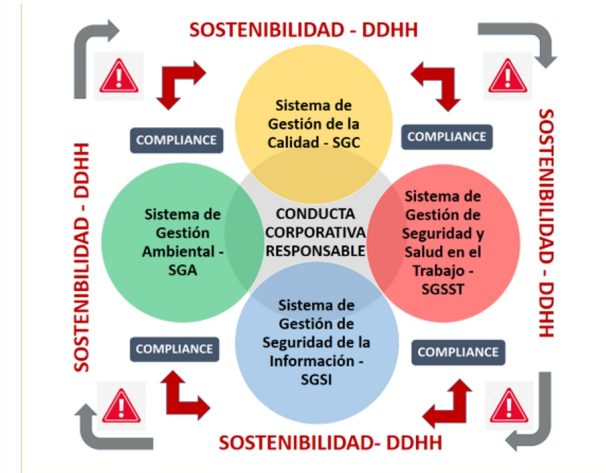 SOSTENIBILIDAD - DDHH
Sistema de
Gestión de la
Calidad - SGC
COMPLIANCE
COMPLIANCE
SOSTENIBILIDAD - DDHH
Sistema de
Gestión
Ambiental -
SGA
CONDUCTA
CORPORATIVA
RESPONSABLE
Sistema de
Gestión de
Seguridad y
Salud en el
Trabajo -
SGSST
SOSTENIBILIDAD - DDHH
Sistema de
Gestión de
Seguridad de la
Información -
SGSI
COMPLIANCE
COMPLIANCE
SOSTENIBILIDAD- DDHH